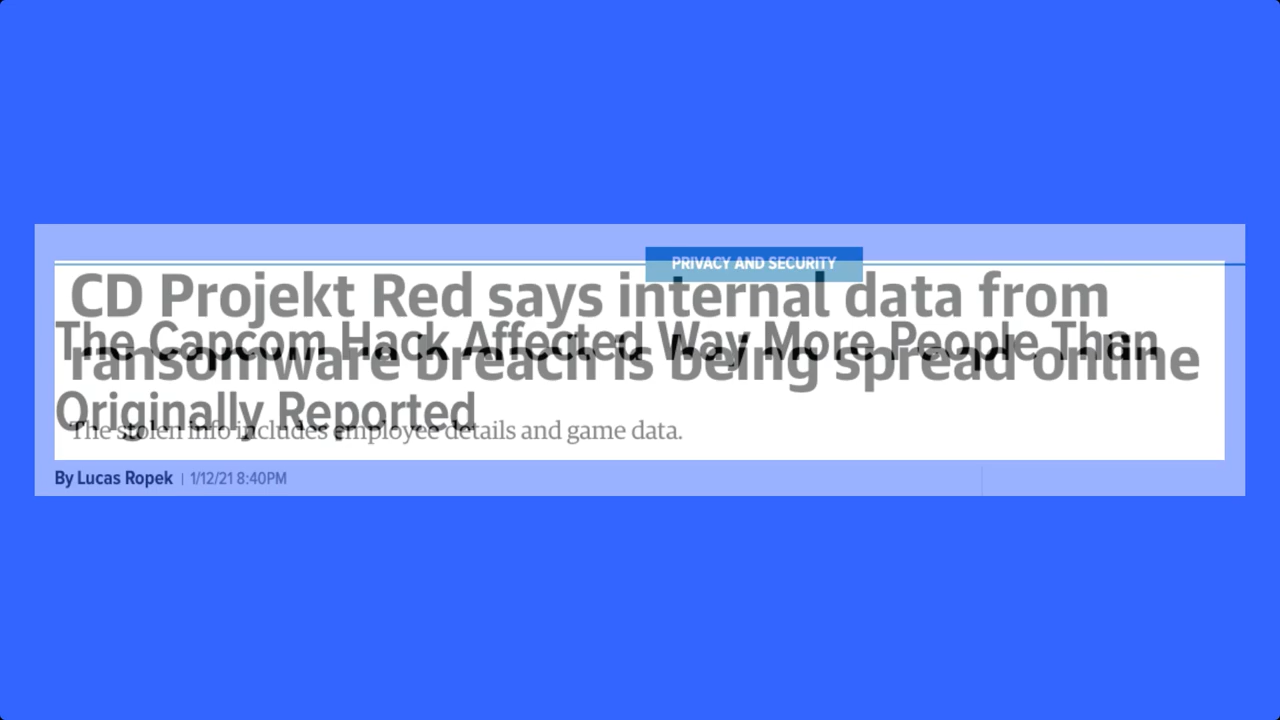 PRIVACY AND SECURITY
CD Projekt Red says internal data from
The Capcom Hack Affected Way More People Than
ransomware breach is being spread online
Originally Reported
The stolen info includes employee details and game data.
By Lucas Ropek | 1/12/21 8:40PM